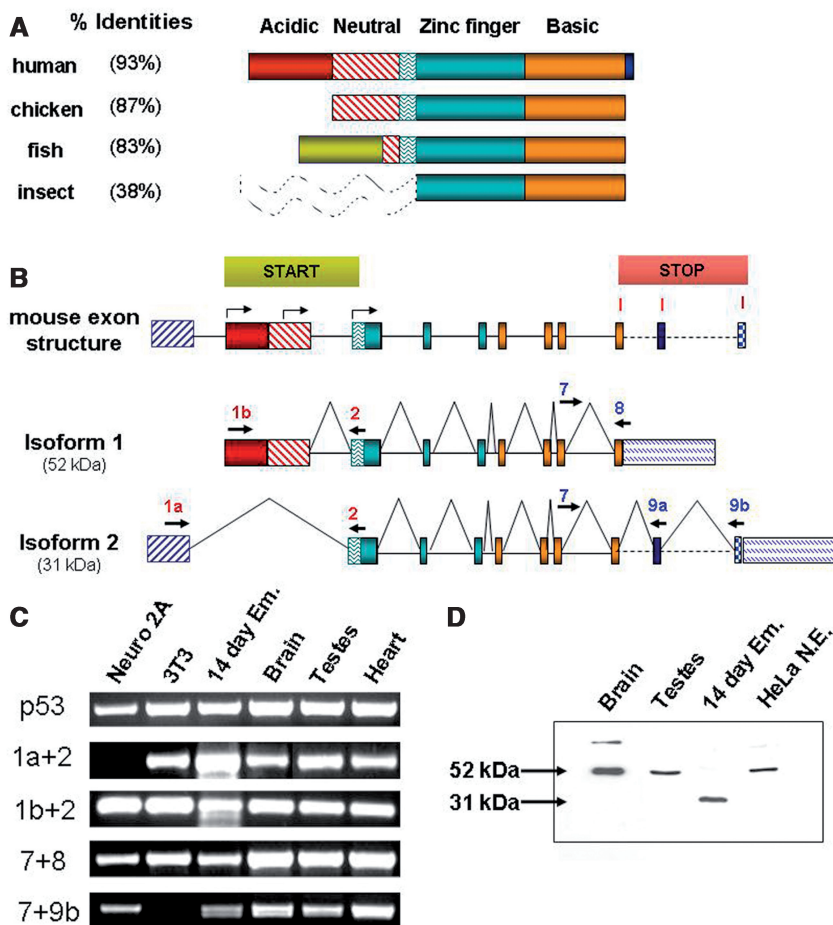 A
% Identities
Acidic Neutral Zinc finger Basic
human (93%)
chicken (87%)
fish (83%)
insect (38%)
B
START STOP
mouse exon
structure
1b 2 7 8
Isoform 1
(52 kDa)
1a 2 7 9a 9b
Isoform 2
(31 kDa)
C
Neuro 2A 3T3 14 day Em. Brain Testes Heart
p53
1a+2
1b+2
7+8
7+9b
D
Brain Testes 14 day Em. HeLa N.E.
52 kDa
31 kDa